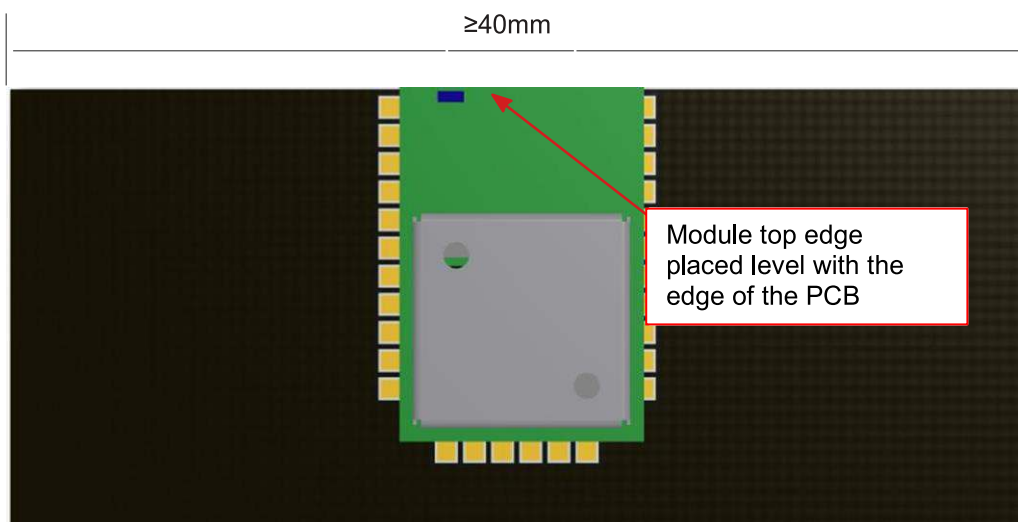 ≥40mm
Module top edge
placed level with the
edge of the PCB